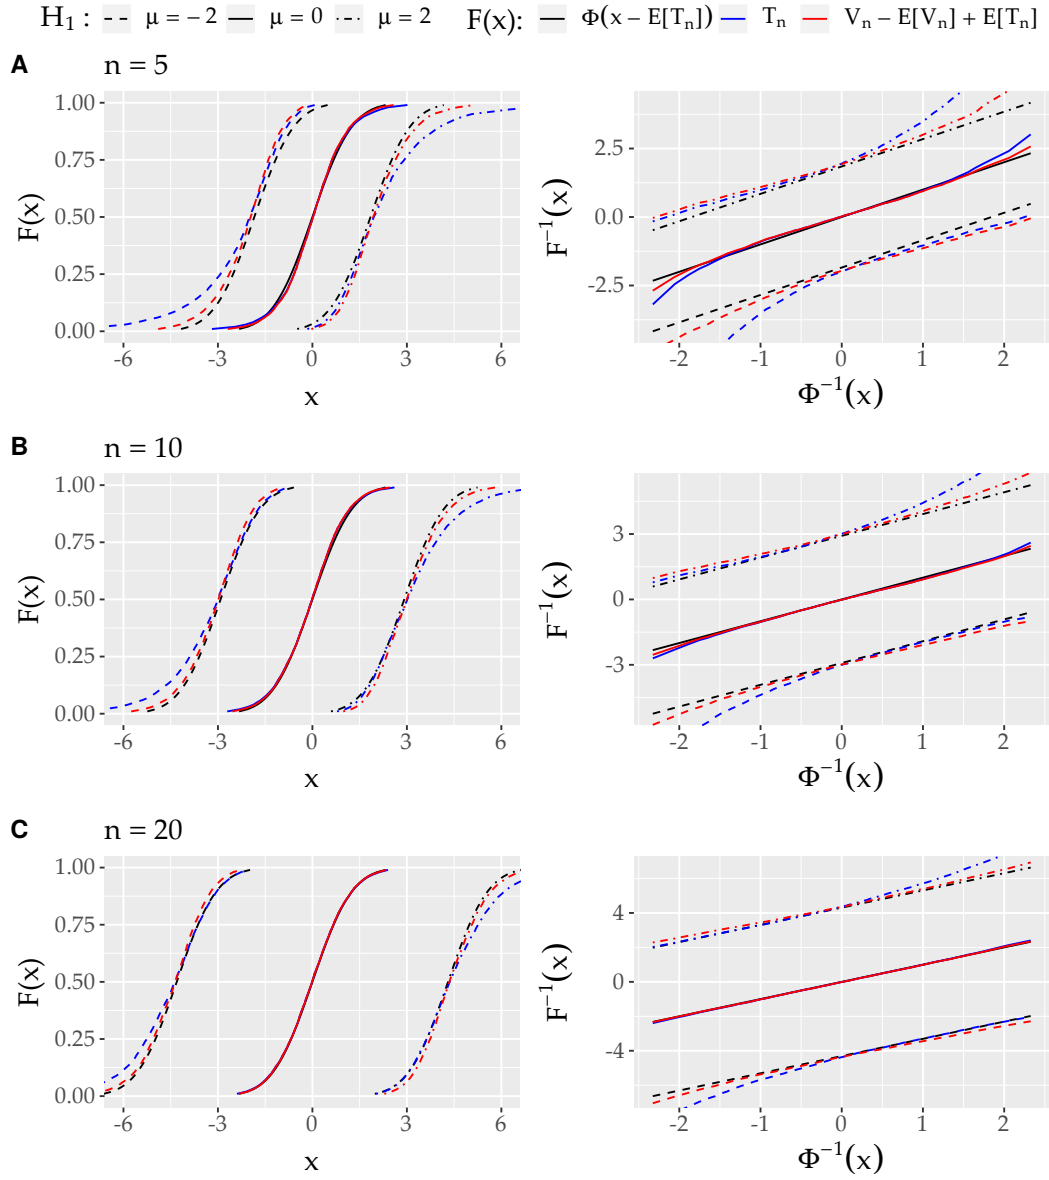 H₁ : μ = − 2 μ = 0 μ = 2 F(x): Φ(x − E[Tₙ]) Tₙ Vₙ − E[Vₙ] + E[Tₙ]
A n = 5
1.00
0.75
0.50
0.25
0.00
F(x)
-6 -3 0 3 6
x
2.5
0.0
-2.5
F⁻¹(x)
-2 -1 0 1 2
Φ⁻¹(x)
B n = 10
1.00
0.75
0.50
0.25
0.00
F(x)
-6 -3 0 3 6
x
3
0
-3
F⁻¹(x)
-2 -1 0 1 2
Φ⁻¹(x)
C n = 20
1.00
0.75
0.50
0.25
0.00
F(x)
-6 -3 0 3 6
x
4
0
-4
F⁻¹(x)
-2 -1 0 1 2
Φ⁻¹(x)